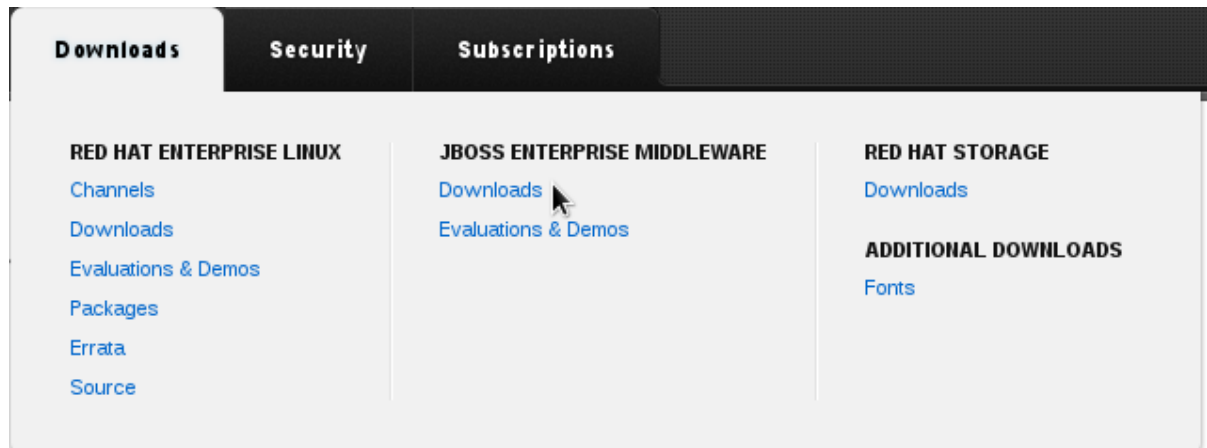 Downloads
Security
Subscriptions
RED HAT ENTERPRISE LINUX
Channels
Downloads
Evaluations & Demos
Packages
Errata
Source
JBOSS ENTERPRISE MIDDLEWARE
Downloads
Evaluations & Demos
RED HAT STORAGE
Downloads
ADDITIONAL DOWNLOADS
Fonts